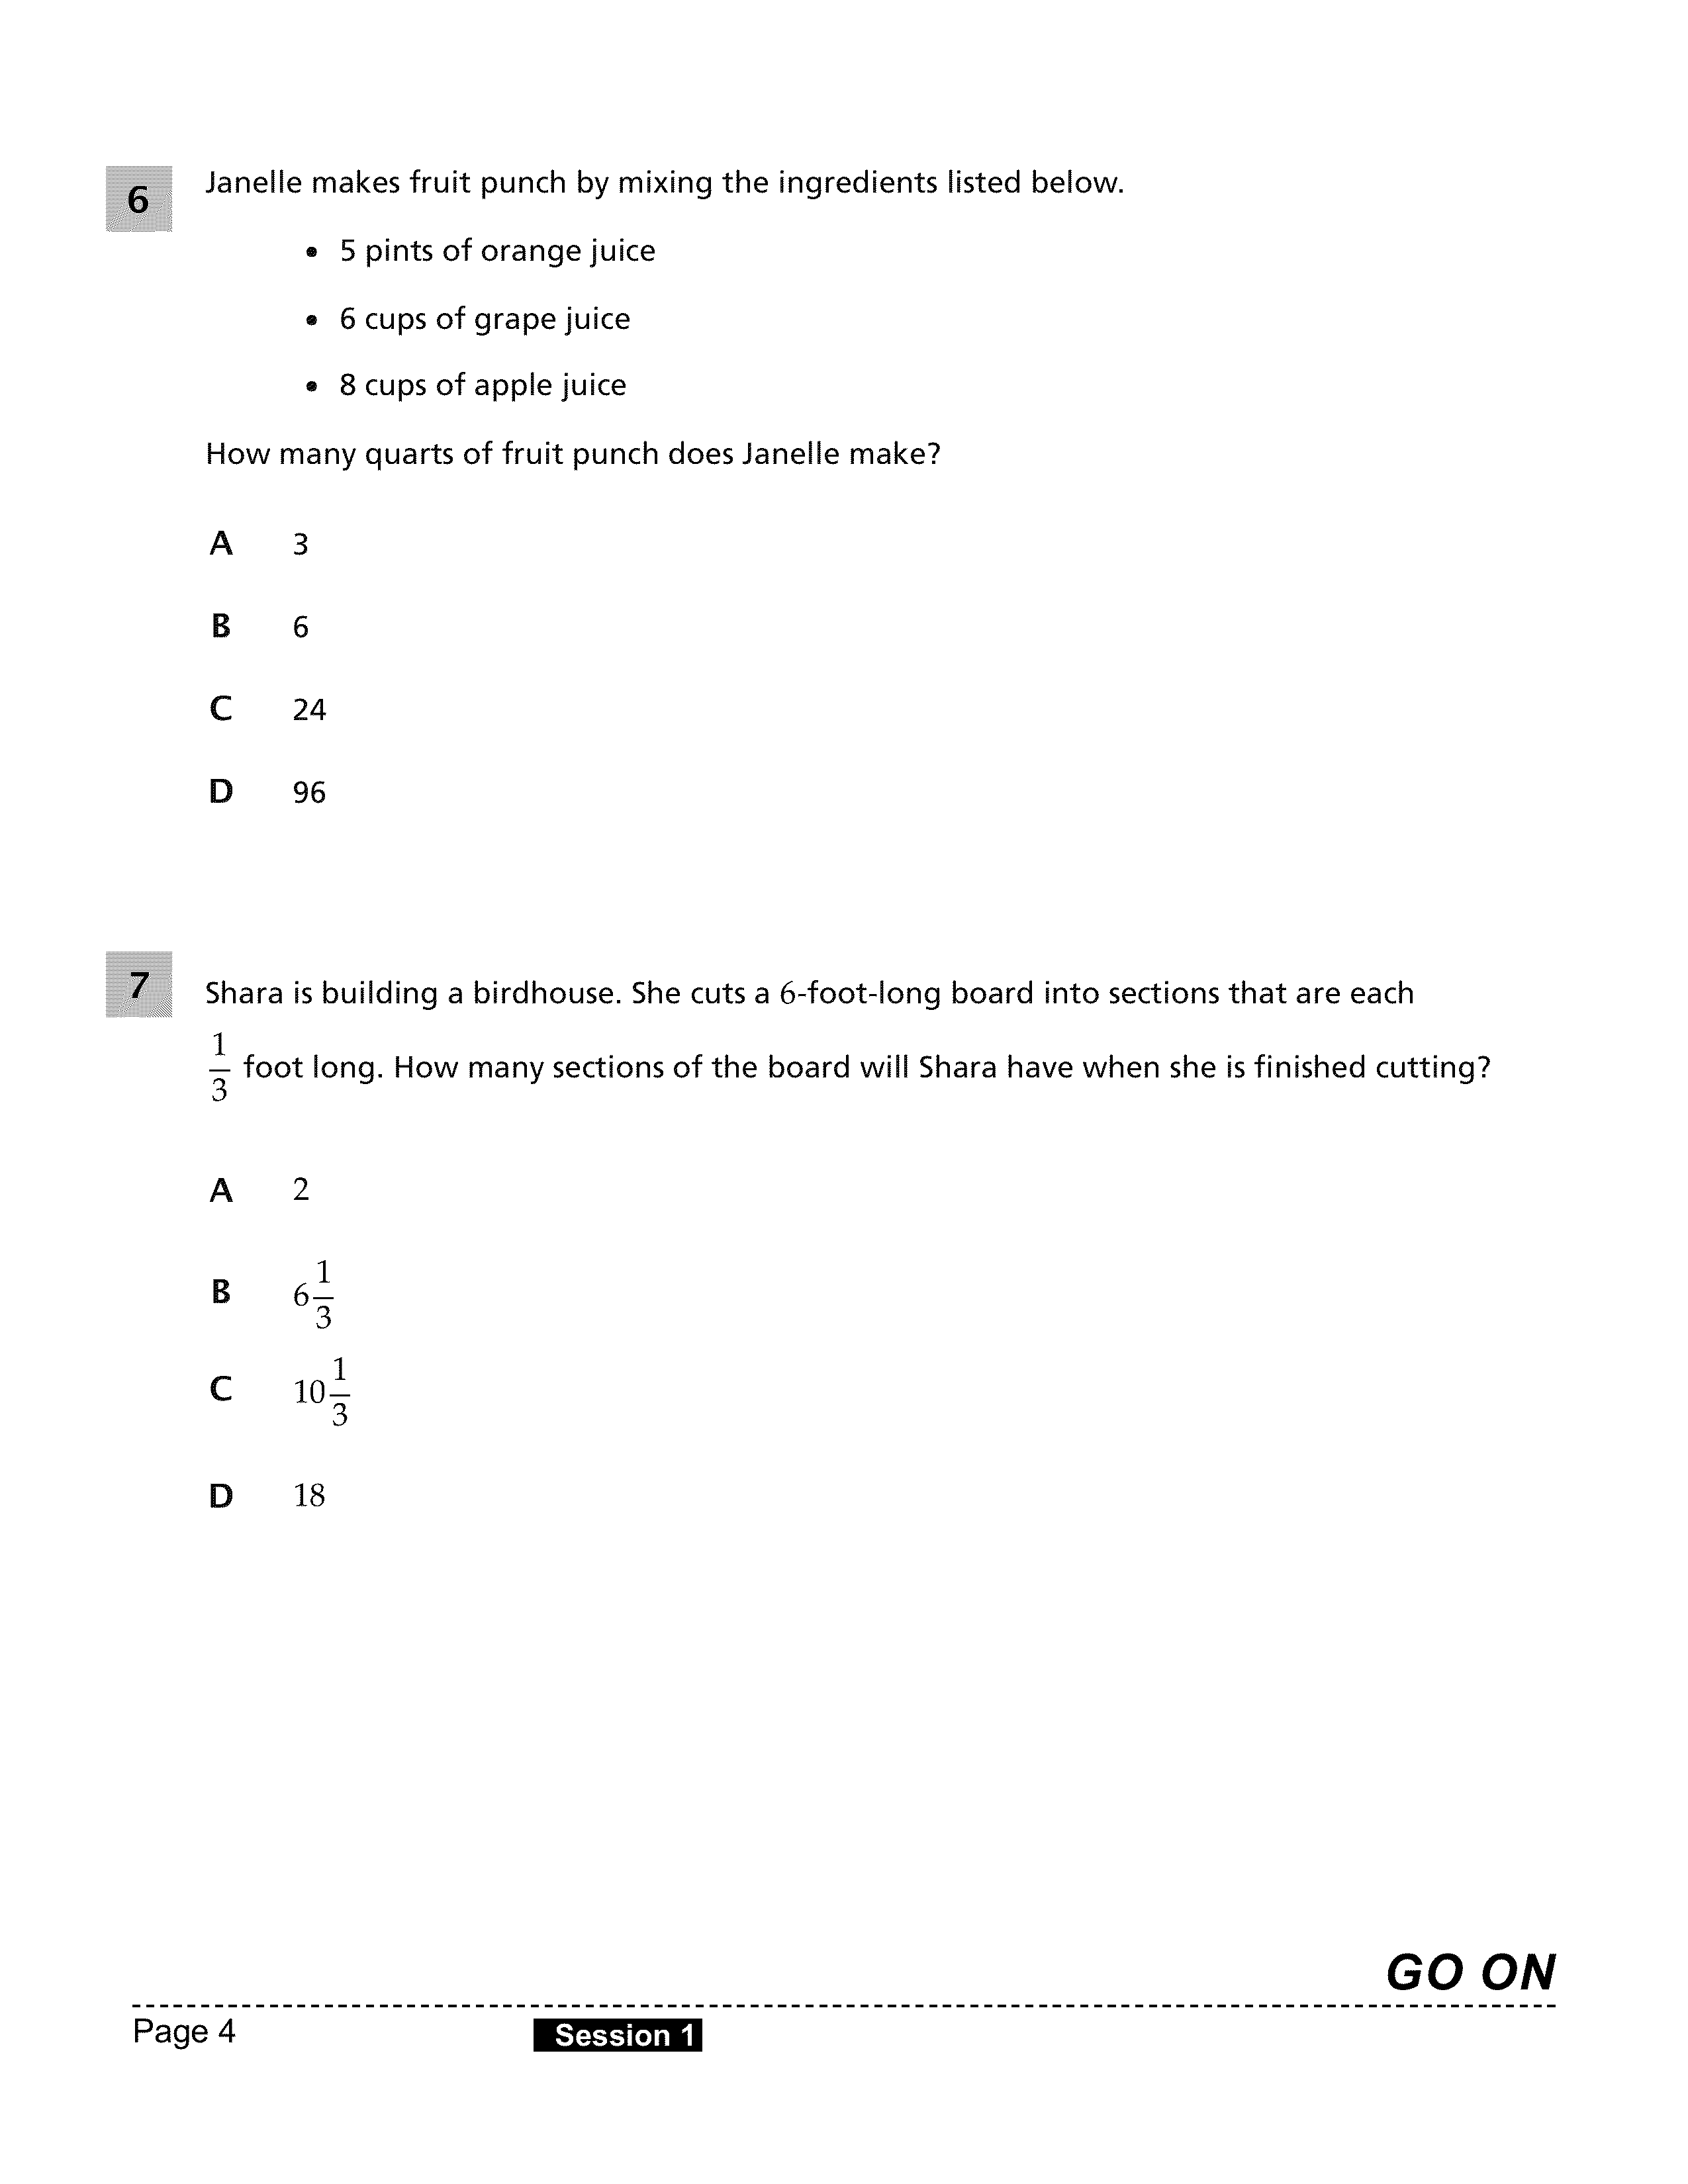 6
Janelle makes fruit punch by mixing the ingredients listed below.
• 5 pints of orange juice
• 6 cups of grape juice
• 8 cups of apple juice
How many quarts of fruit punch does Janelle make?
A 3
B 6
C 24
D 96
7
Shara is building a birdhouse. She cuts a 6-foot-long board into sections that are each
1/3 foot long. How many sections of the board will Shara have when she is finished cutting?
A 2
B 6 1/3
C 10 1/3
D 18
GO ON
Page 4 Session 1